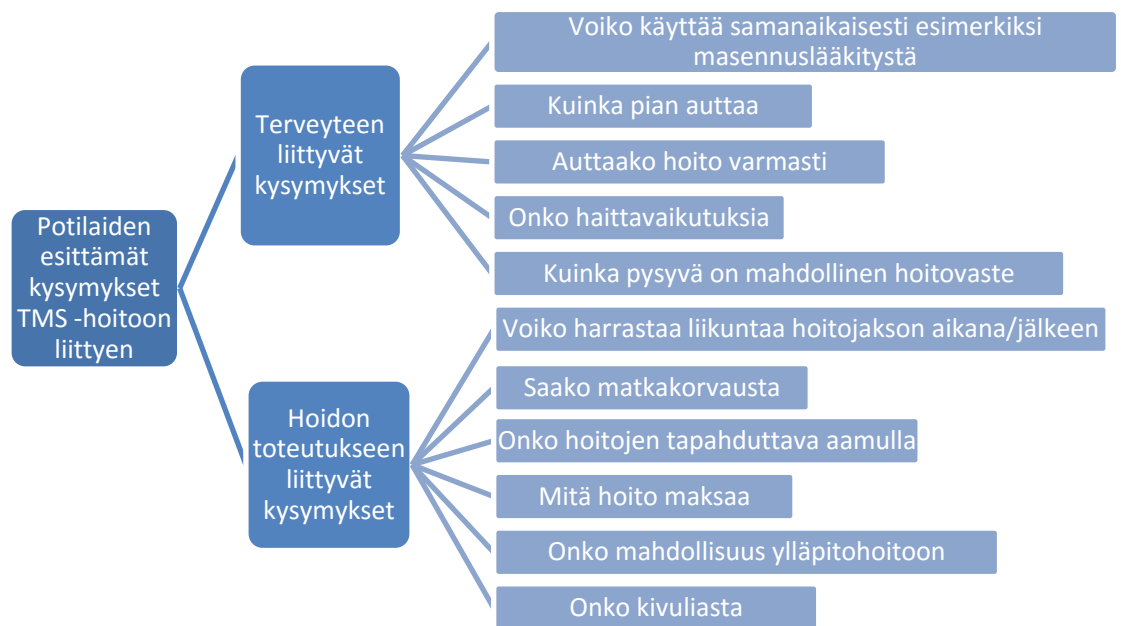 Potilaiden
esittämät
kysymykset
TMS -hoitoon
liittyen
Terveyteen
liittyvät
kysymykset
Voiko käyttää samanaikaisesti esimerkiksi
masennuslääkitystä
Kuinka pian auttaa
Auttaako hoito varmasti
Onko haittavaikutuksia
Kuinka pysyvä on mahdollinen hoitovaste
Hoidon
toteutukseen
liittyvät
kysymykset
Voiko harrastaa liikuntaa hoitojakson aikana/jälkeen
Saako matkakorvausta
Onko hoitojen tapahduttava aamulla
Mitä hoito maksaa
Onko mahdollisuus ylläpitohoitoon
Onko kivuliasta